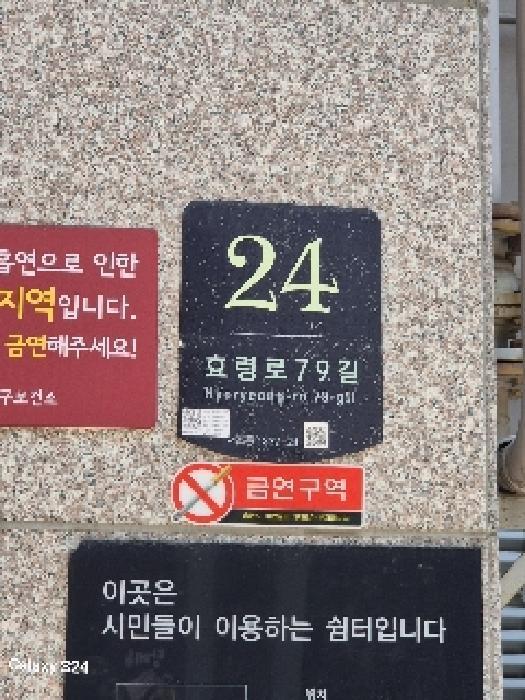 흡연으로 인한
지역입니다.
금연해주세요!
구보건소
24
효령로79길
Hyoryeong-ro 79-gil
금연구역
이곳은
시민들이 이용하는 쉼터입니다
위치
Galaxy S24